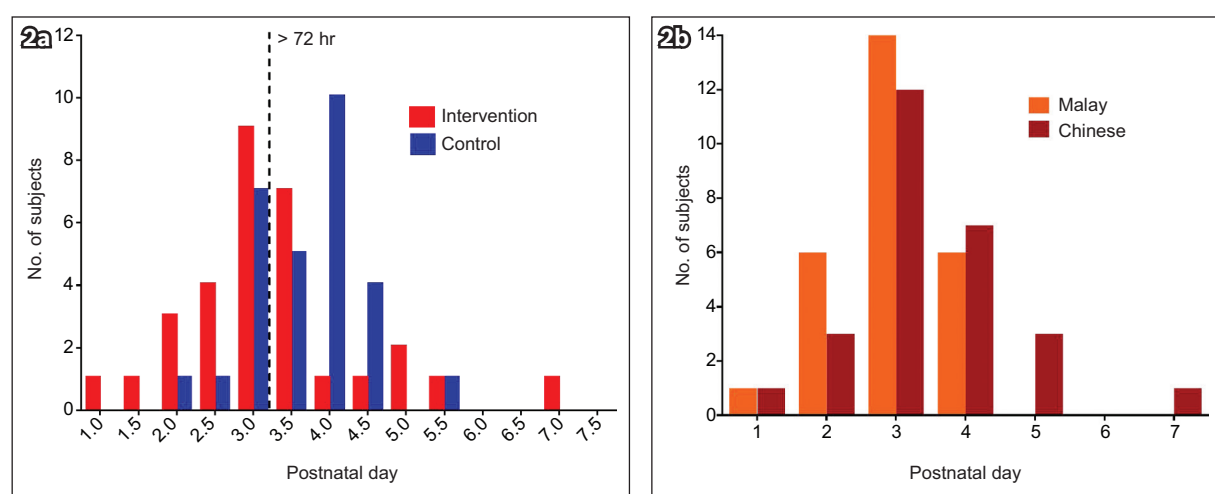 2a
> 72 hr
Intervention
Control
No. of subjects
12
10
8
6
4
2
0
1.0 1.5 2.0 2.5 3.0 3.5 4.0 4.5 5.0 5.5 6.0 6.5 7.0 7.5
Postnatal day
2b
Malay
Chinese
No. of subjects
14
12
10
8
6
4
2
0
1 2 3 4 5 6 7
Postnatal day